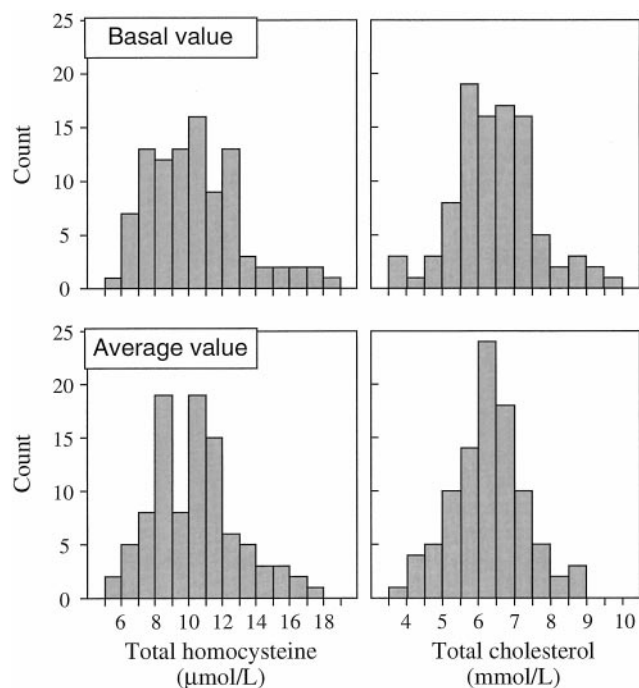 25
Basal value
20
15
Count
10
5
0
25
Average value
20
15
Count
10
5
0
6 8 10 12 14 16 18
4 5 6 7 8 9 10
Total homocysteine
(μmol/L)
Total cholesterol
(mmol/L)